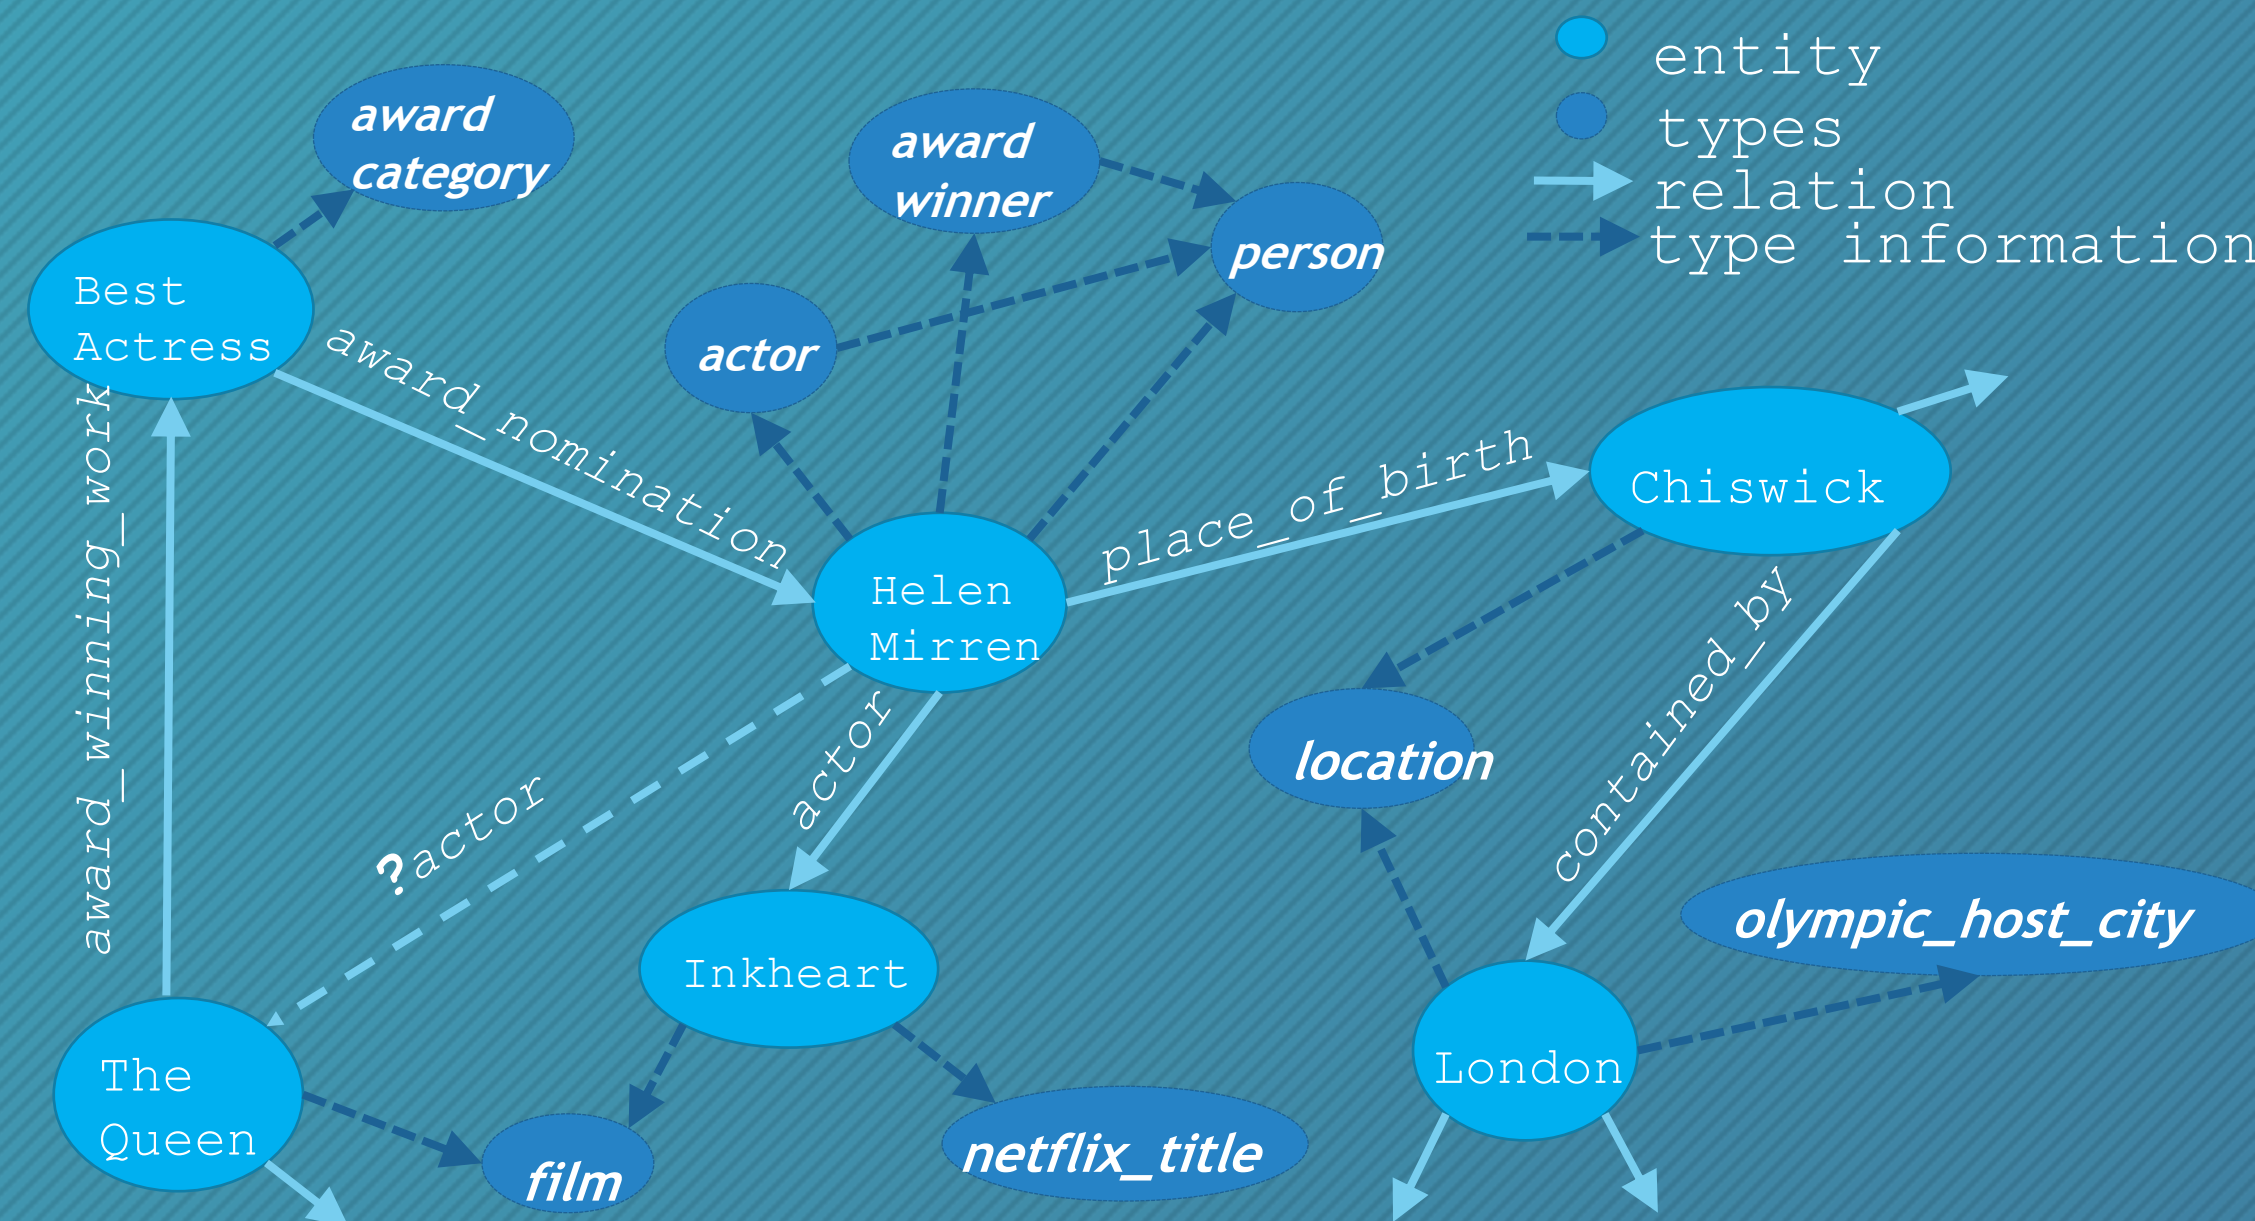 entity
types
relation
type information
award
category
award
winner
person
Best
Actress
actor
award_nomination
award_winning_work
place_of_birth
Chiswick
Helen
Mirren
contained_by
actor
location
?actor
olympic_host_city
Inkheart
London
The
Queen
netflix_title
film